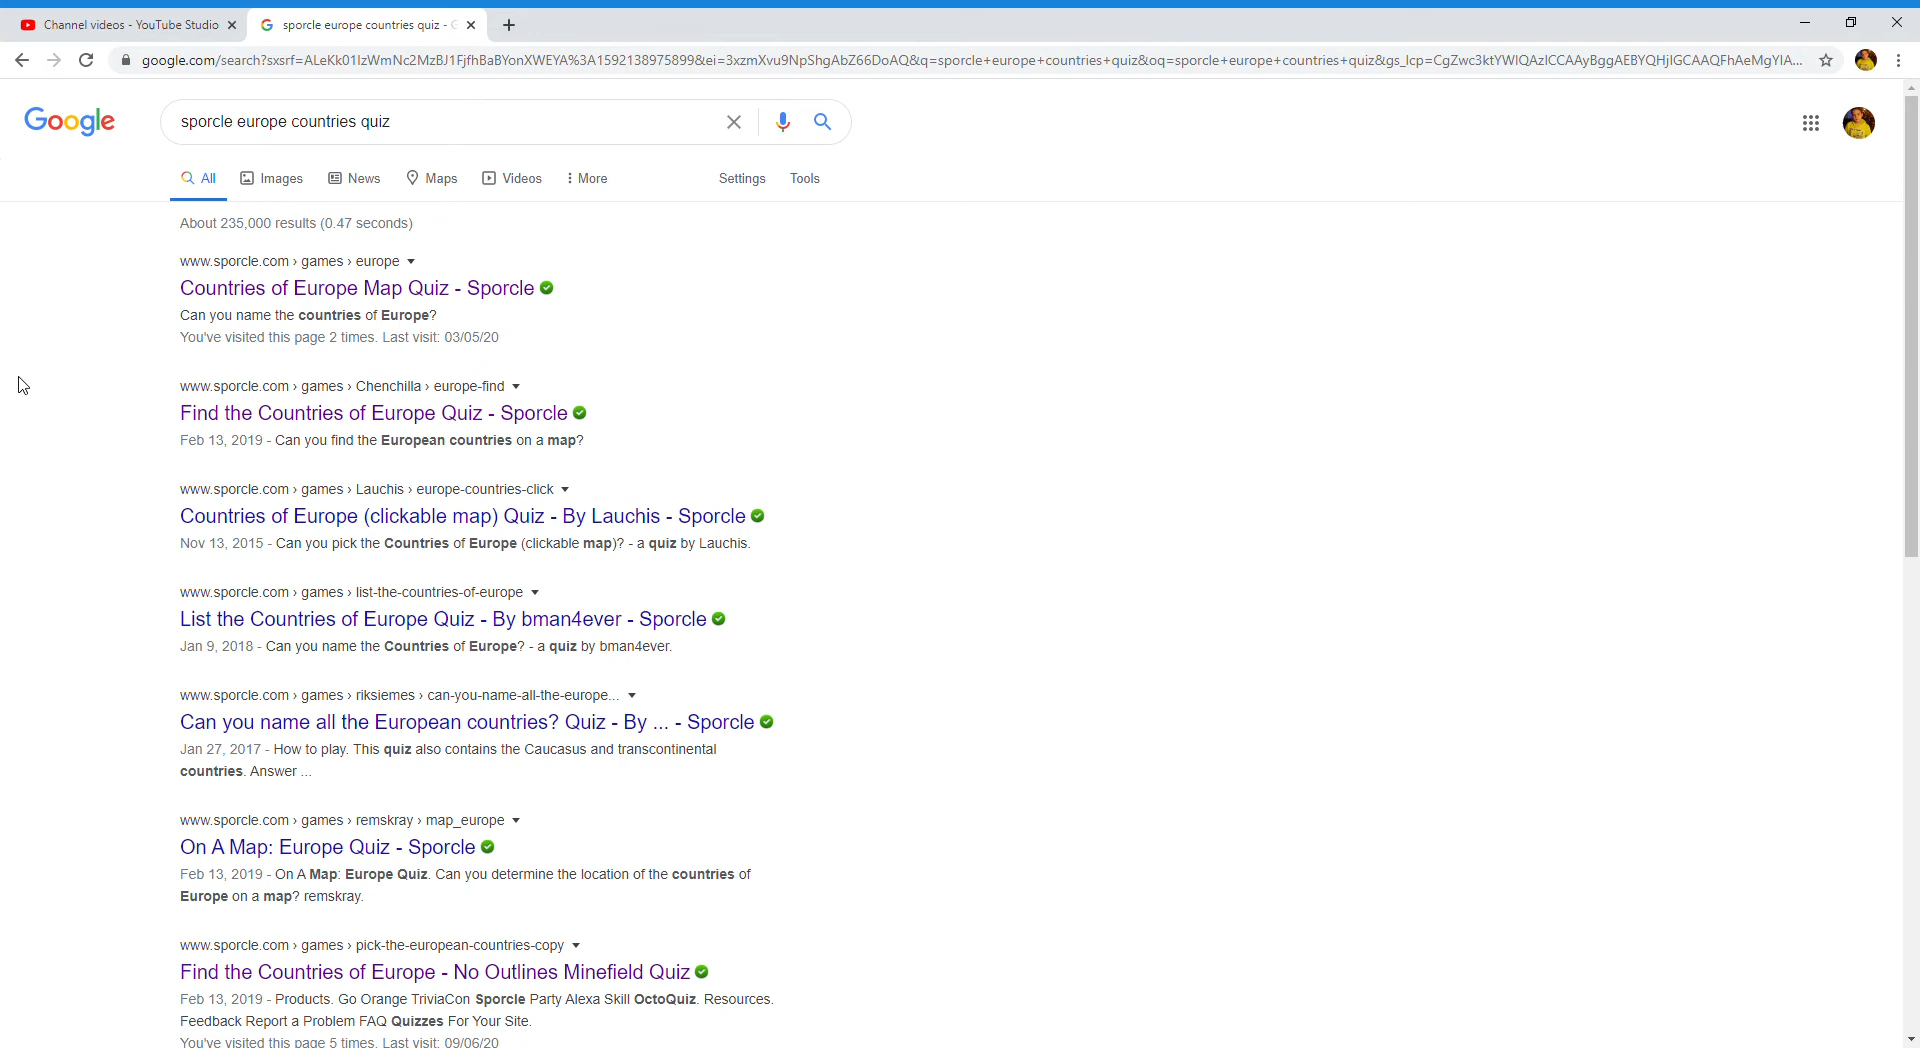 Channel videos - YouTube Studio
sporcle europe countries quiz - G
google.com/search?sxsrf=ALeKk01IzWmNc2MzBJ1FjfhBaBYonXWEYA%3A1592138975899&ei=3xzmXvu9NpShgAbZ66DoAQ&q=sporcle+europe+countries+quiz&oq=sporcle+europe+countries+quiz&gs_lcp=CgZwc3ktYWIQAzICCAAyBggAEBYQHjIGCAAQFhAeMgYIA...
Google
sporcle europe countries quiz
All Images News Maps Videos More Settings Tools
About 235,000 results (0.47 seconds)
www.sporcle.com › games › europe
Countries of Europe Map Quiz - Sporcle
Can you name the countries of Europe?
You've visited this page 2 times. Last visit: 03/05/20
www.sporcle.com › games › Chenchilla › europe-find
Find the Countries of Europe Quiz - Sporcle
Feb 13, 2019 - Can you find the European countries on a map?
www.sporcle.com › games › Lauchis › europe-countries-click
Countries of Europe (clickable map) Quiz - By Lauchis - Sporcle
Nov 13, 2015 - Can you pick the Countries of Europe (clickable map)? - a quiz by Lauchis.
www.sporcle.com › games › list-the-countries-of-europe
List the Countries of Europe Quiz - By bman4ever - Sporcle
Jan 9, 2018 - Can you name the Countries of Europe? - a quiz by bman4ever.
www.sporcle.com › games › riksiemes › can-you-name-all-the-europe...
Can you name all the European countries? Quiz - By ... - Sporcle
Jan 27, 2017 - How to play. This quiz also contains the Caucasus and transcontinental
countries. Answer ...
www.sporcle.com › games › remskray › map_europe
On A Map: Europe Quiz - Sporcle
Feb 13, 2019 - On A Map: Europe Quiz. Can you determine the location of the countries of
Europe on a map? remskray.
www.sporcle.com › games › pick-the-european-countries-copy
Find the Countries of Europe - No Outlines Minefield Quiz
Feb 13, 2019 - Products. Go Orange TriviaCon Sporcle Party Alexa Skill OctoQuiz. Resources.
Feedback Report a Problem FAQ Quizzes For Your Site.
You've visited this page 5 times. Last visit: 09/06/20